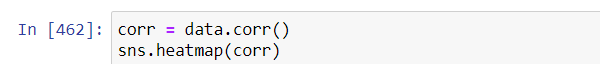 In [462]: corr = data.corr()
sns.heatmap(corr)